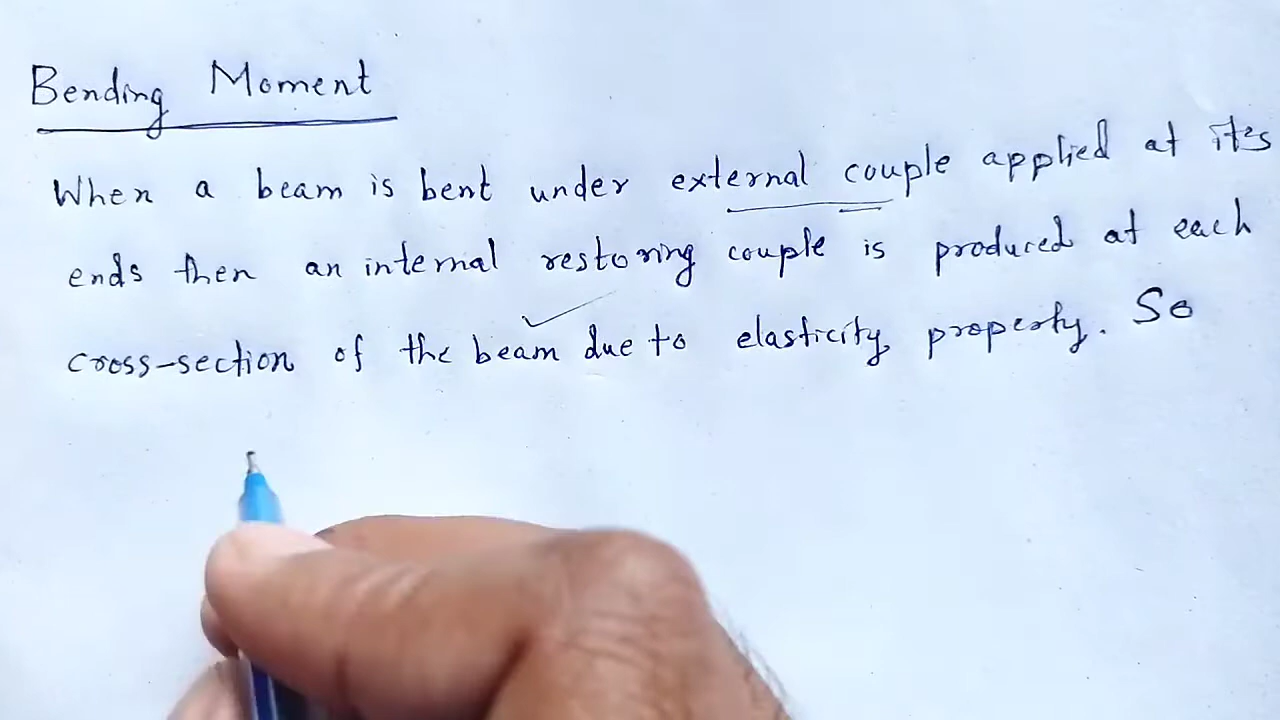 Bending Moment
When a beam is bent under external couple applied at it's
ends then an internal restoring couple is produced at each
cross-section of the beam due to elasticity property. So